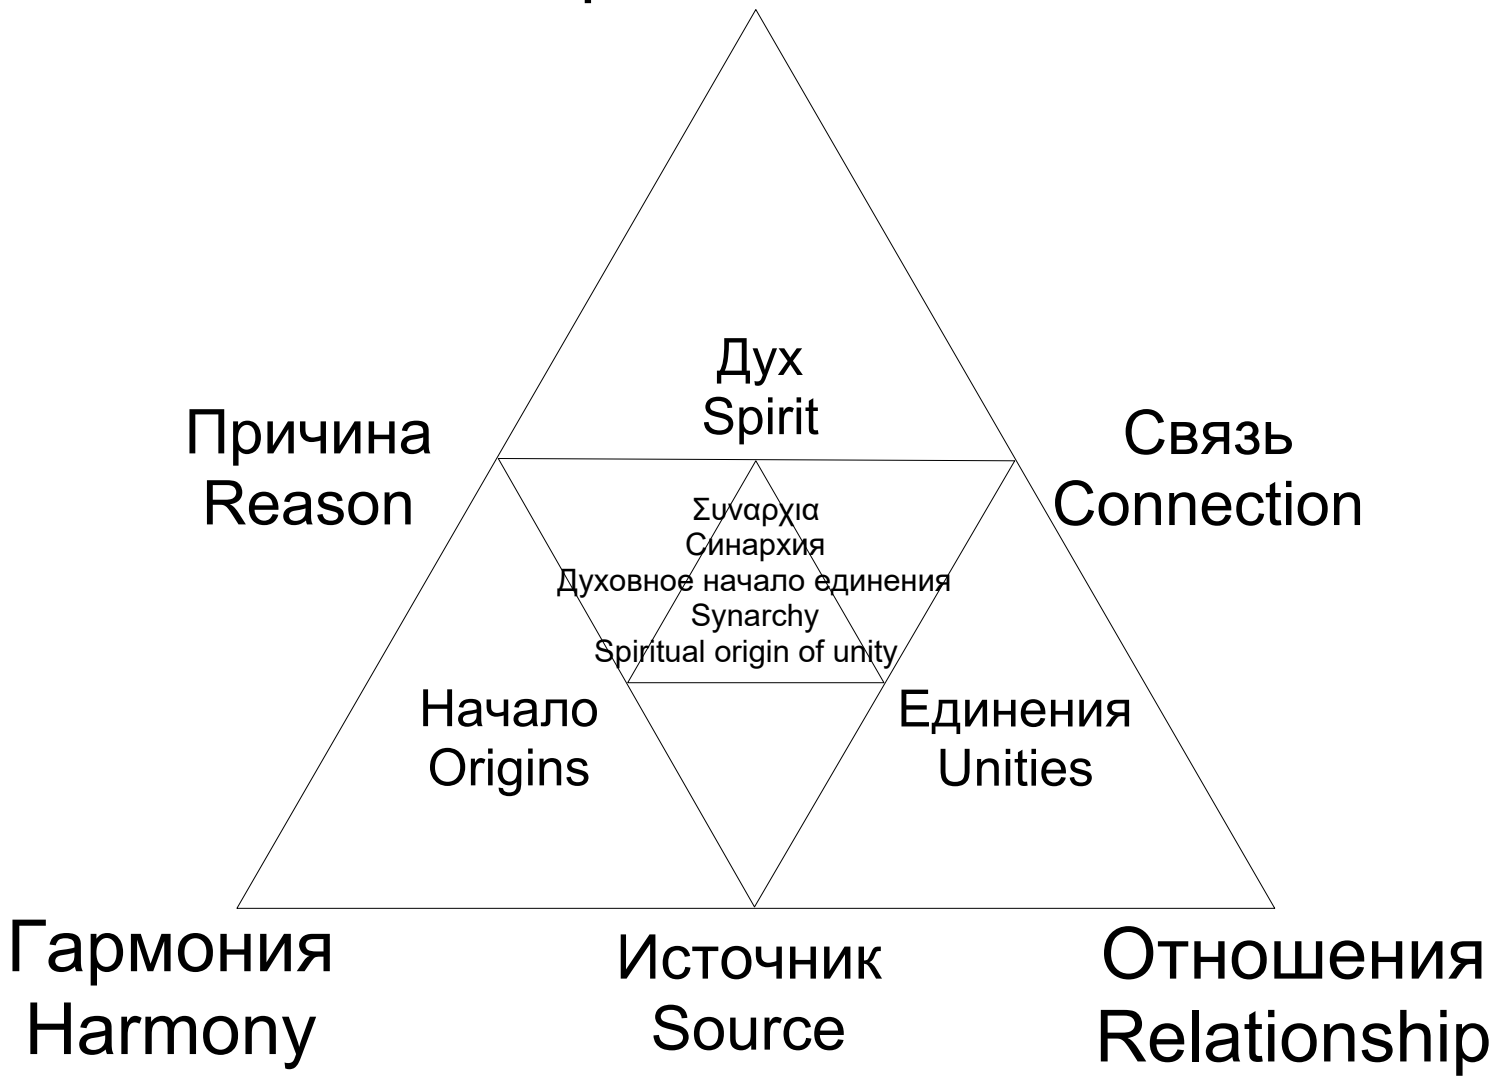 Дух
Spirit
Причина
Reason
Связь
Connection
Συναρχια
Синархия
Духовное начало единения
Synarchy
Spiritual origin of unity
Начало
Origins
Единения
Unities
Гармония
Harmony
Источник
Source
Отношения
Relationship